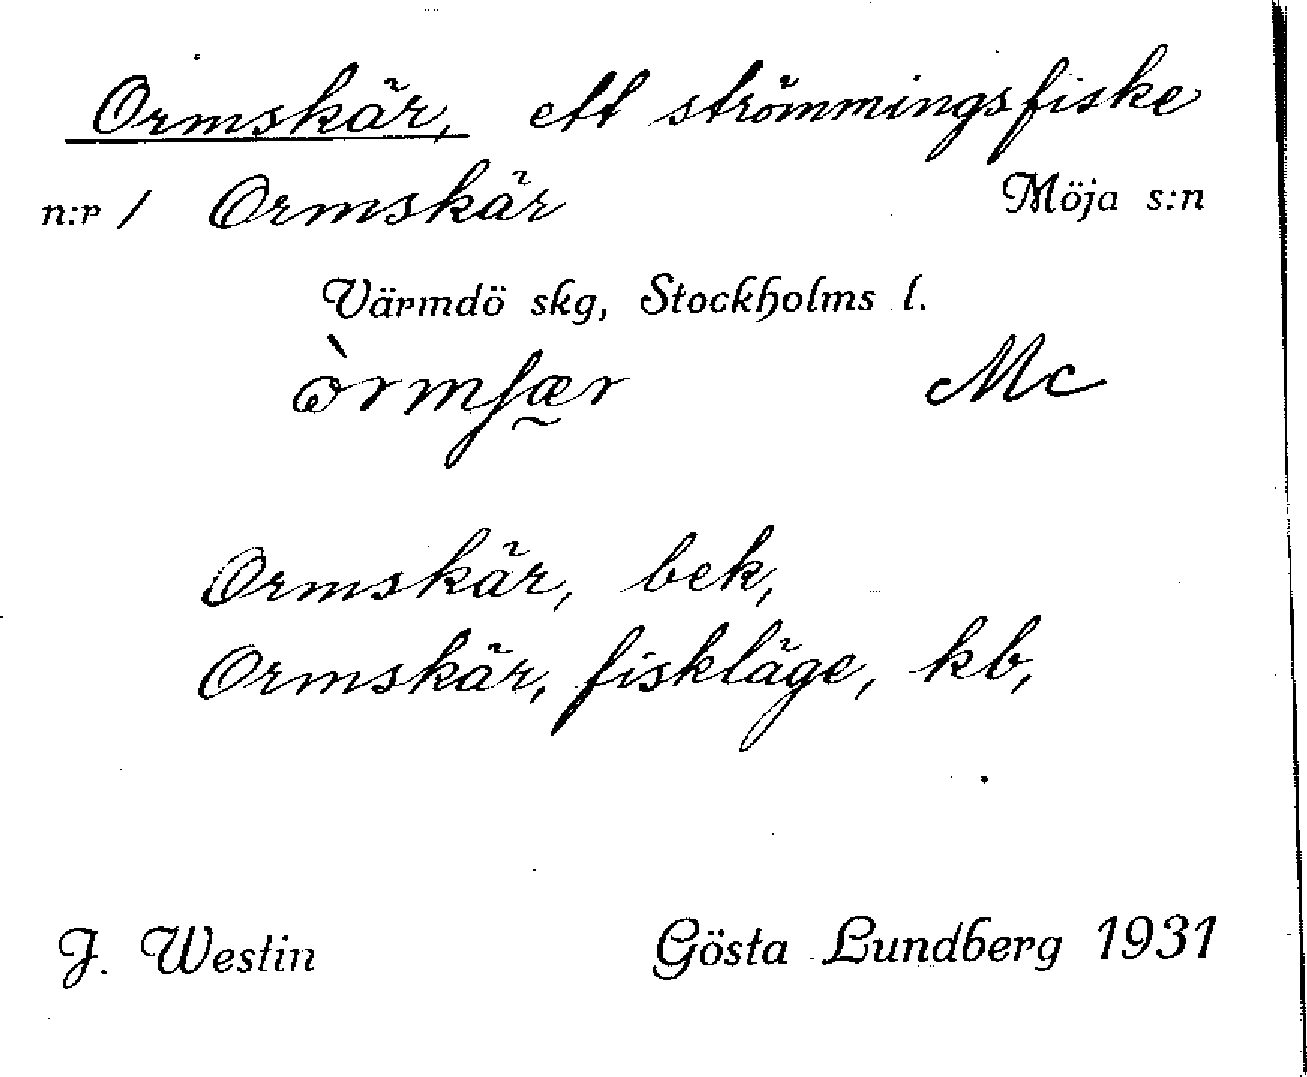 Ormskär, ett strömmingsfiske
n:r 1 Ormskär Möja s:n
Värmdö skg, Stockholms l.
Mc
Ormskär, bek,
Ormskär, fiskläge, kb,
J. Westin Gösta Lundberg 1931